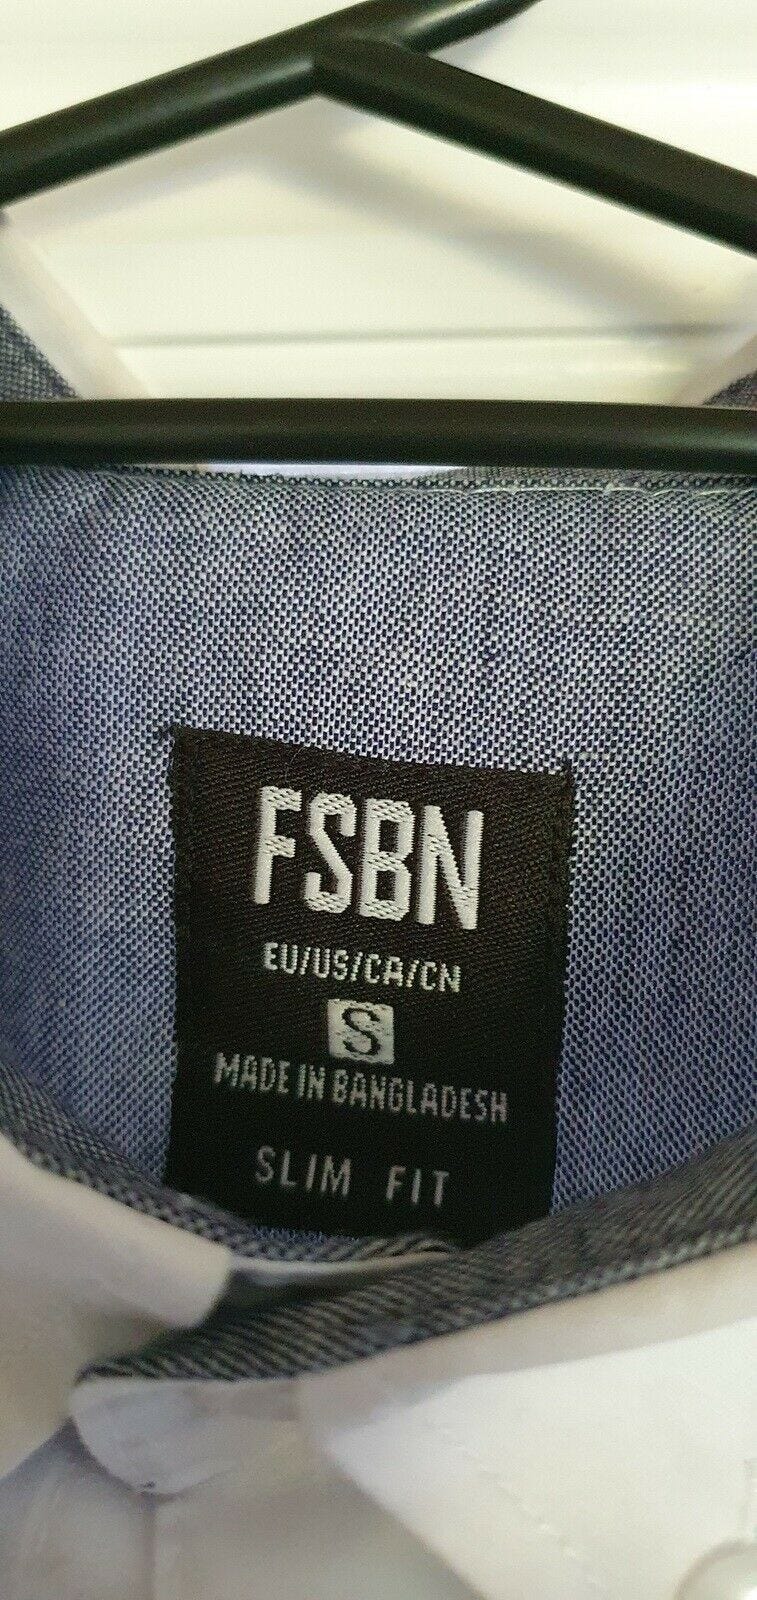 FSBN
EU/US/CA/CN
S
MADE IN BANGLADESH
SLIM FIT